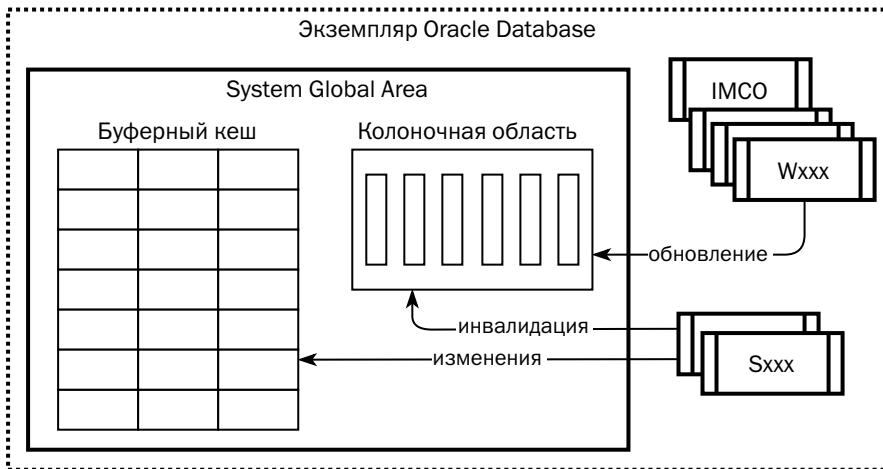 Экземпляр Oracle Database
System Global Area
Буферный кеш
Колоночная область
IMCO
Wxxx
обновление
инвалидация
изменения
Sxxx